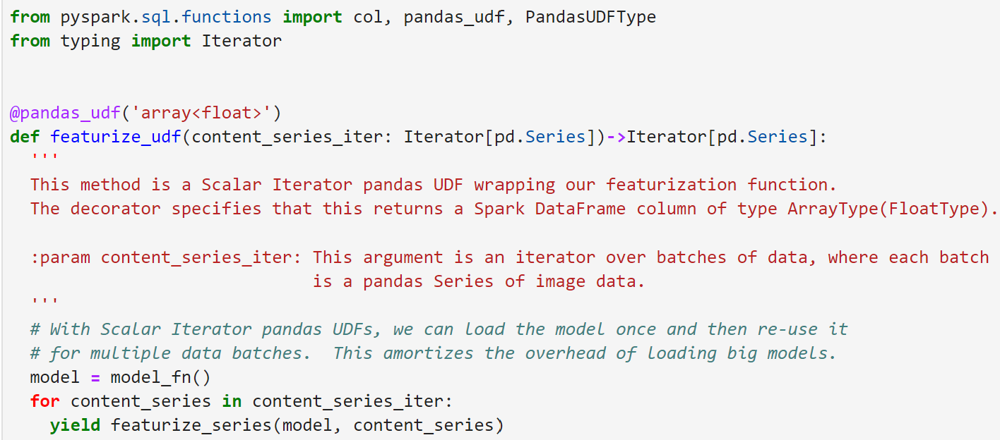 from pyspark.sql.functions import col, pandas_udf, PandasUDFType
from typing import Iterator
@pandas_udf('array<float>')
def featurize_udf(content_series_iter: Iterator[pd.Series])->Iterator[pd.Series]:
  '''
  This method is a Scalar Iterator pandas UDF wrapping our featurization function.
  The decorator specifies that this returns a Spark DataFrame column of type ArrayType(FloatType).
  :param content_series_iter: This argument is an iterator over batches of data, where each batch
                              is a pandas Series of image data.
  '''
  # With Scalar Iterator pandas UDFs, we can load the model once and then re-use it
  # for multiple data batches.  This amortizes the overhead of loading big models.
  model = model_fn()
  for content_series in content_series_iter:
    yield featurize_series(model, content_series)